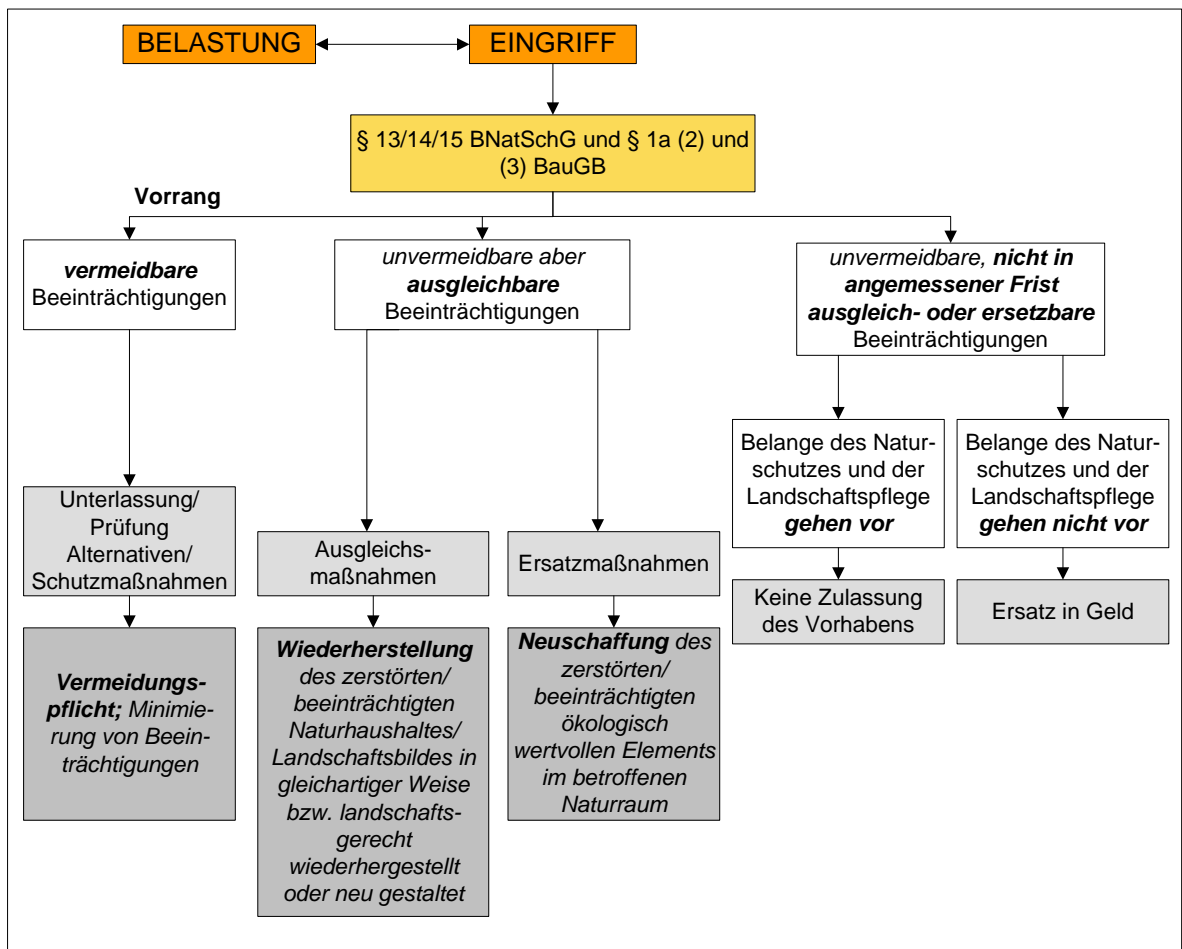 BELASTUNG
EINGRIFF
§ 13/14/15 BNatSchG und § 1a (2) und
(3) BauGB
Vorrang
vermeidbare
Beeinträchtigungen
unvermeidbare aber
ausgleichbare
Beeinträchtigungen
unvermeidbare, nicht in
angemessener Frist
ausgleich- oder ersetzbare
Beeinträchtigungen
Belange des Natur-
schutzes und der
Landschaftspflege
gehen vor
Belange des Natur-
schutzes und der
Landschaftspflege
gehen nicht vor
Unterlassung/
Prüfung
Alternativen/
Schutzmaßnahmen
Ausgleichs-
maßnahmen
Ersatzmaßnahmen
Keine Zulassung
des Vorhabens
Ersatz in Geld
Vermeidungs-
pflicht; Minimie-
rung von Beein-
trächtigungen
Wiederherstellung
des zerstörten/
beeinträchtigten
Naturhaushaltes/
Landschaftsbildes in
gleichartiger Weise
bzw. landschafts-
gerecht
wiederhergestellt
oder neu gestaltet
Neuschaffung des
zerstörten/
beeinträchtigten
ökologisch
wertvollen Elements
im betroffenen
Naturraum